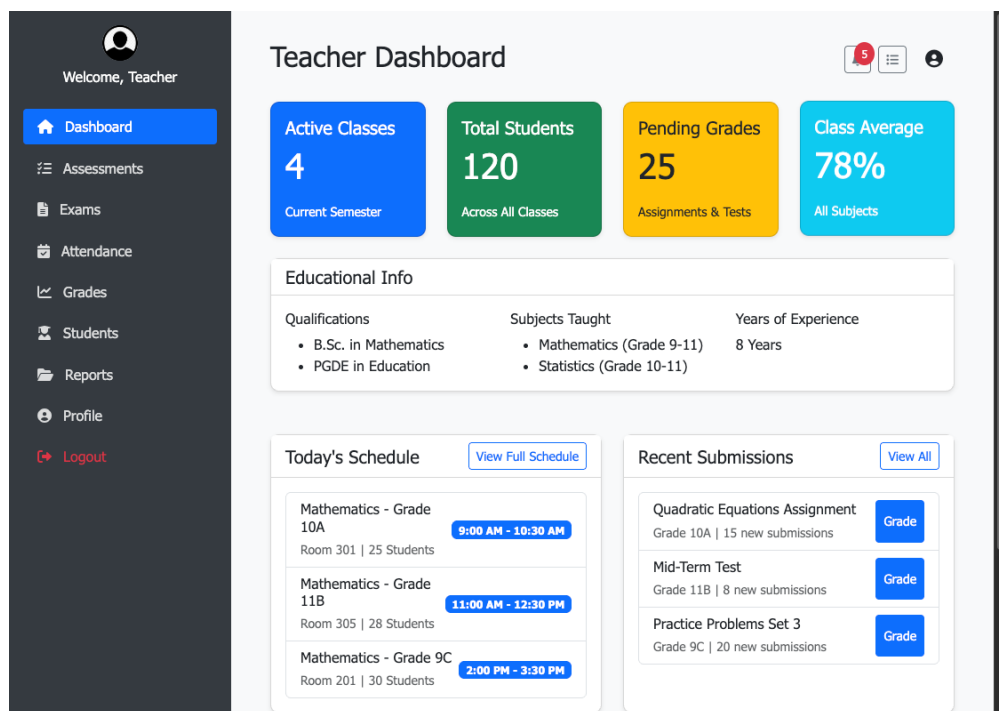 Welcome, Teacher
Dashboard
Assessments
Exams
Attendance
Grades
Students
Reports
Profile
Logout
Teacher Dashboard
5
Active Classes
4
Current Semester
Total Students
120
Across All Classes
Pending Grades
25
Assignments & Tests
Class Average
78%
All Subjects
Educational Info
Qualifications
• B.Sc. in Mathematics
• PGDE in Education
Subjects Taught
• Mathematics (Grade 9-11)
• Statistics (Grade 10-11)
Years of Experience
8 Years
Today's Schedule
View Full Schedule
Mathematics - Grade
10A
Room 301 | 25 Students
9:00 AM - 10:30 AM
Mathematics - Grade
11B
Room 305 | 28 Students
11:00 AM - 12:30 PM
Mathematics - Grade 9C
Room 201 | 30 Students
2:00 PM - 3:30 PM
Recent Submissions
View All
Quadratic Equations Assignment
Grade 10A | 15 new submissions
Grade
Mid-Term Test
Grade 11B | 8 new submissions
Grade
Practice Problems Set 3
Grade 9C | 20 new submissions
Grade